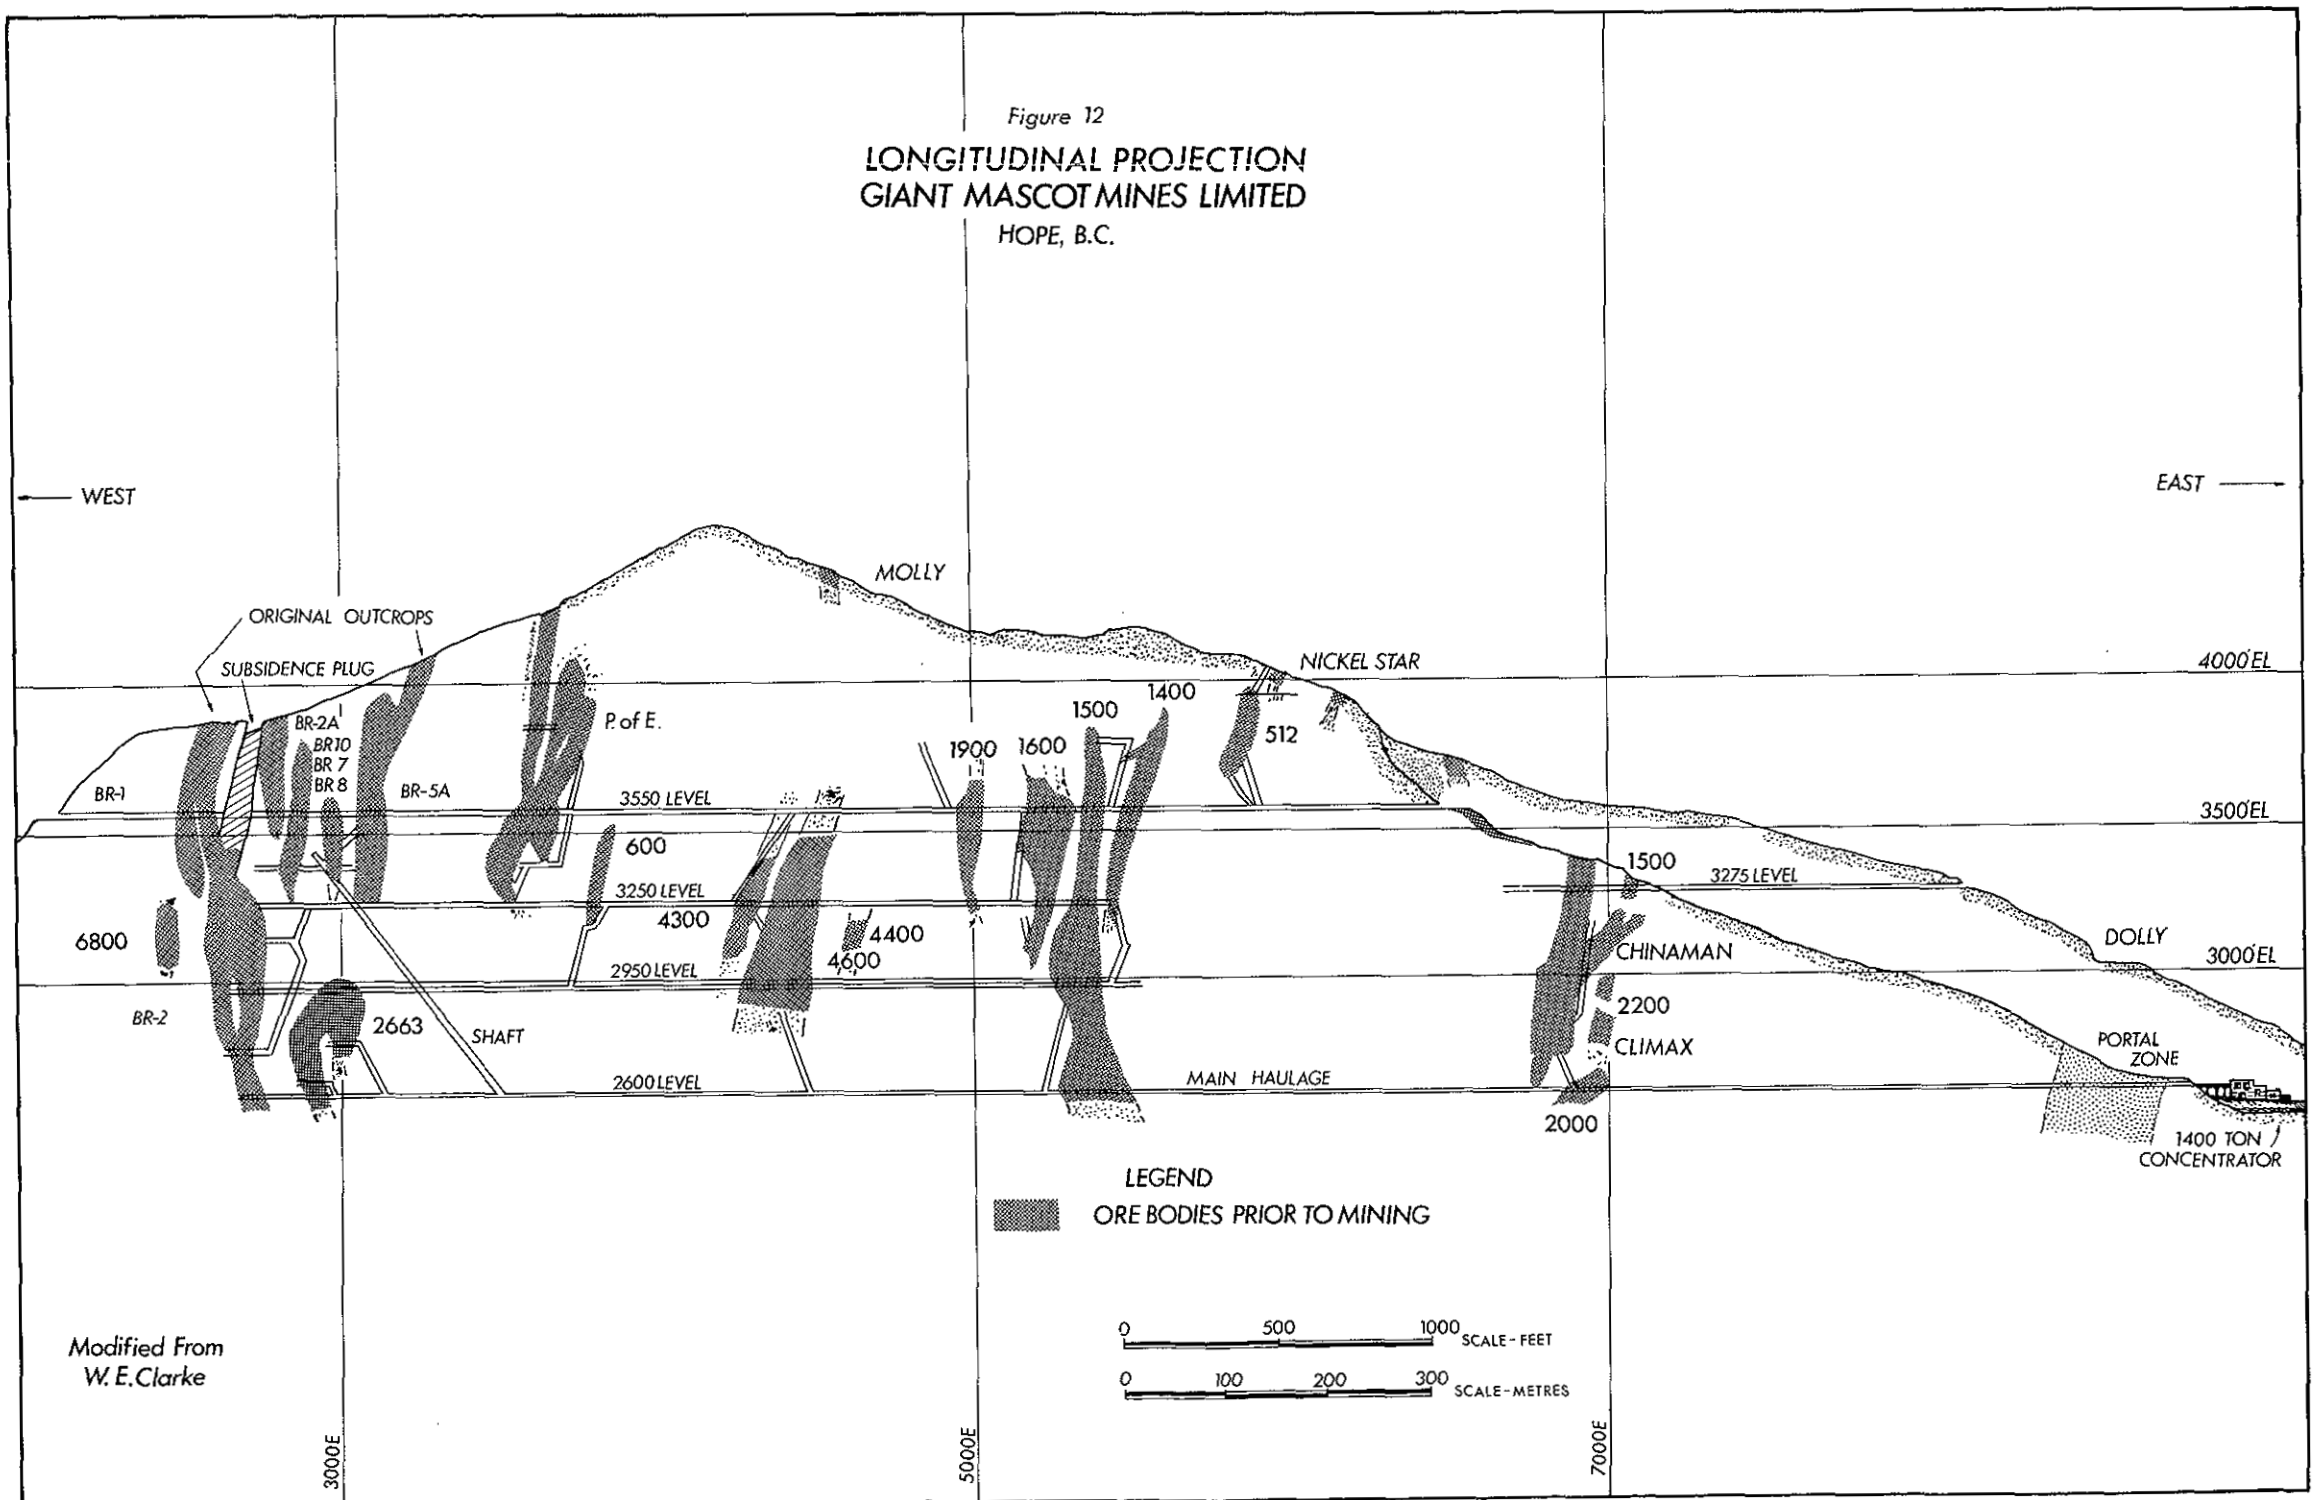 Figure 12
LONGITUDINAL PROJECTION
GIANT MASCOT MINES LIMITED
HOPE, B.C.
WEST
EAST
MOLLY
ORIGINAL OUTCROPS
SUBSIDENCE PLUG
NICKEL STAR
4000'EL
1400
1500
P. of E.
BR-2A
BR10
BR 7
BR 8
512
1900
1600
BR-1
BR-5A
3550 LEVEL
3500'EL
600
1500
3275 LEVEL
3250 LEVEL
4300
4400
6800
4600
CHINAMAN
DOLLY
2950 LEVEL
3000'EL
BR-2
2663
SHAFT
2200
CLIMAX
PORTAL
ZONE
2600 LEVEL
MAIN HAULAGE
2000
1400 TON
CONCENTRATOR
LEGEND
ORE BODIES PRIOR TO MINING
0 500 1000 SCALE-FEET
0 100 200 300 SCALE-METRES
Modified From
W. E. Clarke
3000E
5000E
7000E